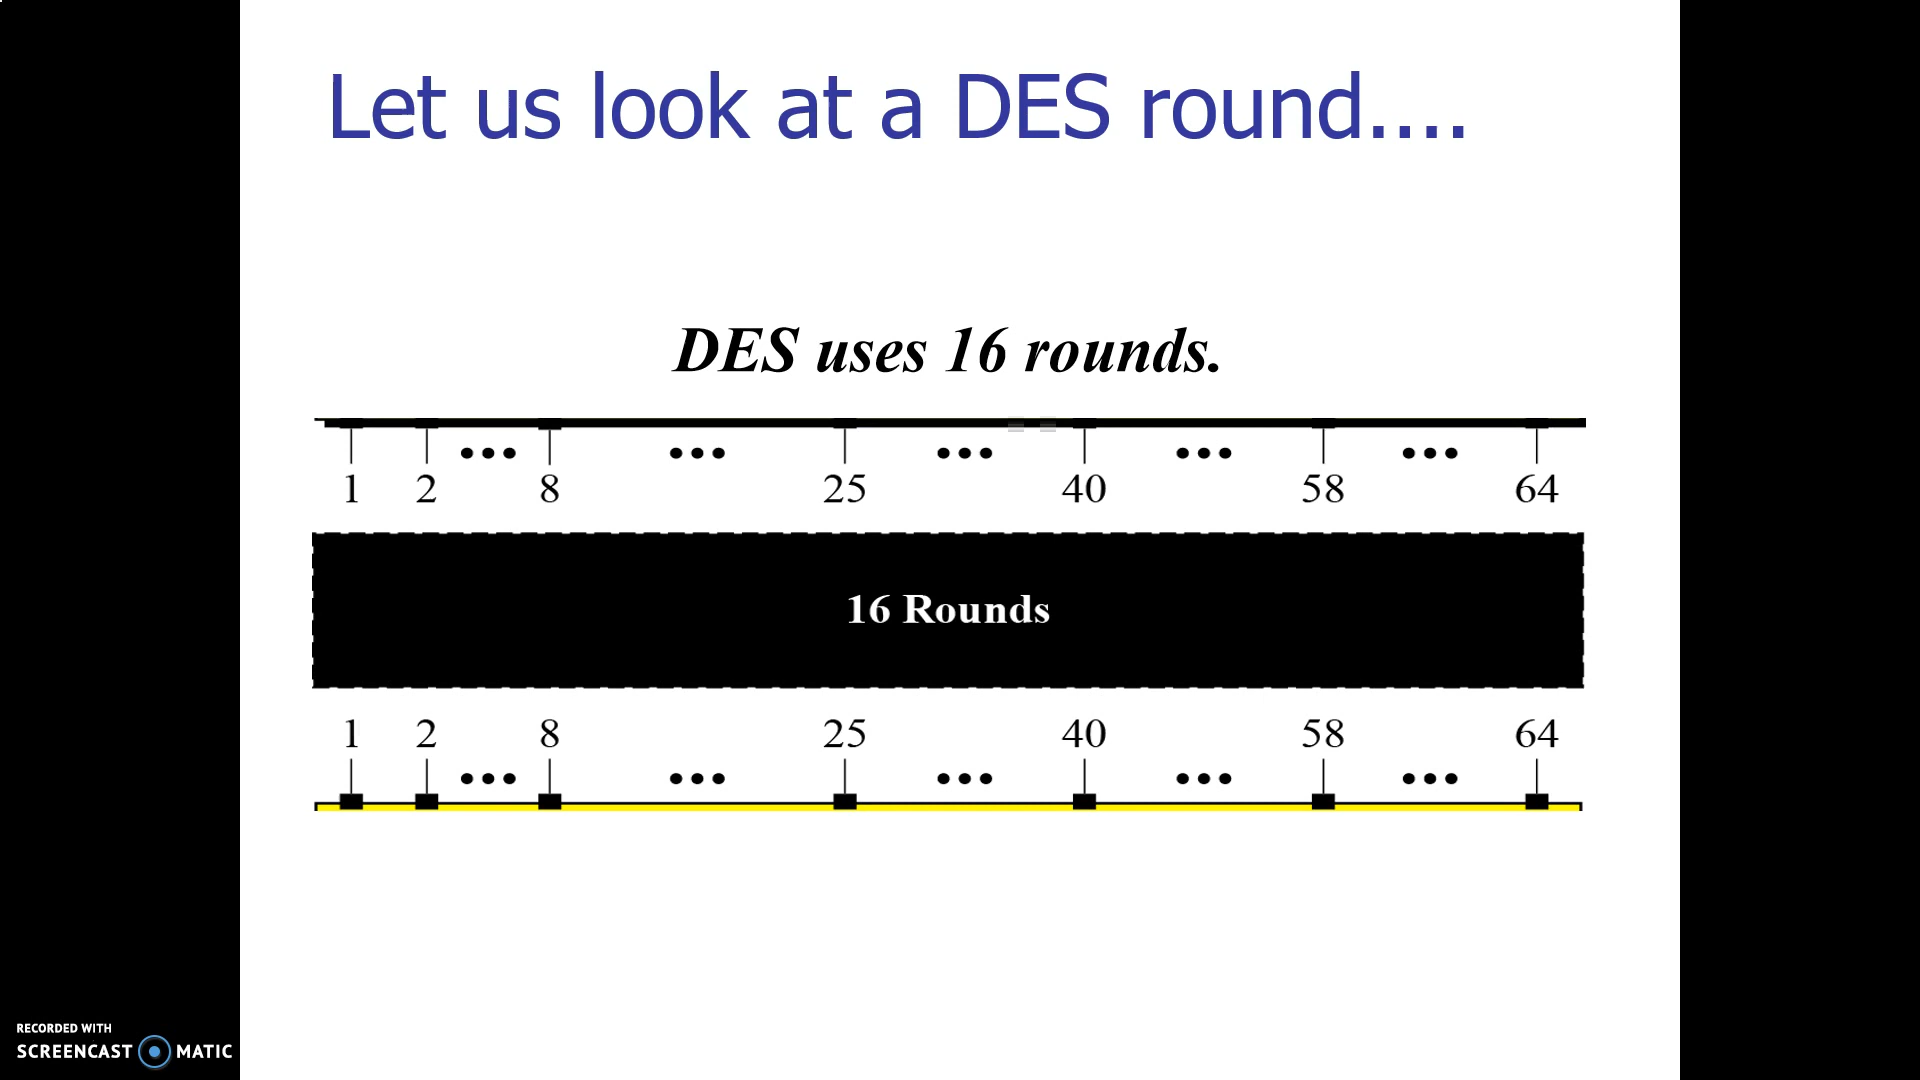 Let us look at a DES round....
DES uses 16 rounds.
1 2 ••• 8 ••• 25 ••• 40 ••• 58 ••• 64
16 Rounds
1 2 ••• 8 ••• 25 ••• 40 ••• 58 ••• 64
RECORDED WITH
SCREENCAST MATIC